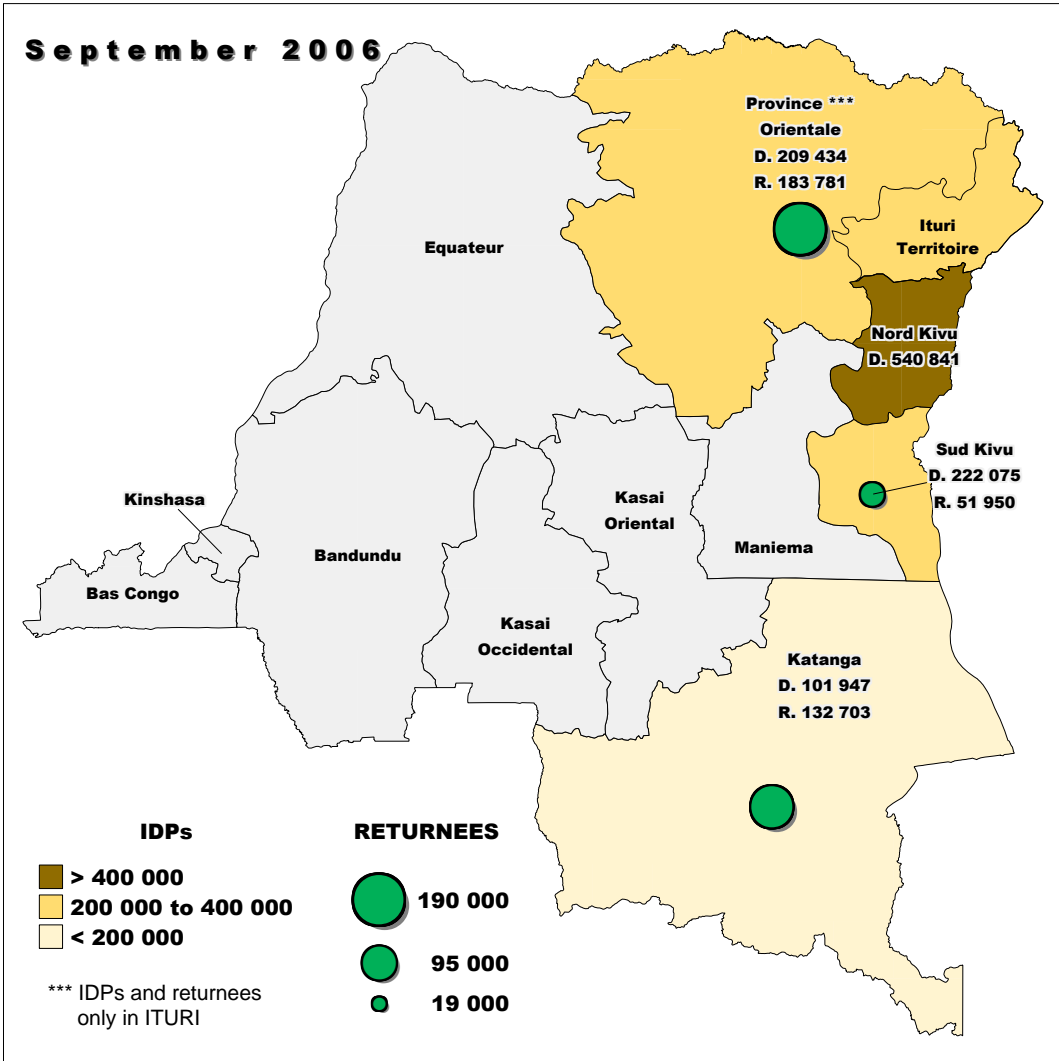 September 2006
Province ***
Orientale
D. 209 434
R. 183 781
Ituri
Territoire
Equateur
Nord Kivu
D. 540 841
Sud Kivu
D. 222 075
R. 51 950
Kinshasa
Kasai
Oriental
Bandundu
Maniema
Bas Congo
Kasai
Occidental
Katanga
D. 101 947
R. 132 703
IDPs
> 400 000
200 000 to 400 000
< 200 000
*** IDPs and returnees
only in ITURI
RETURNEES
190 000
95 000
19 000